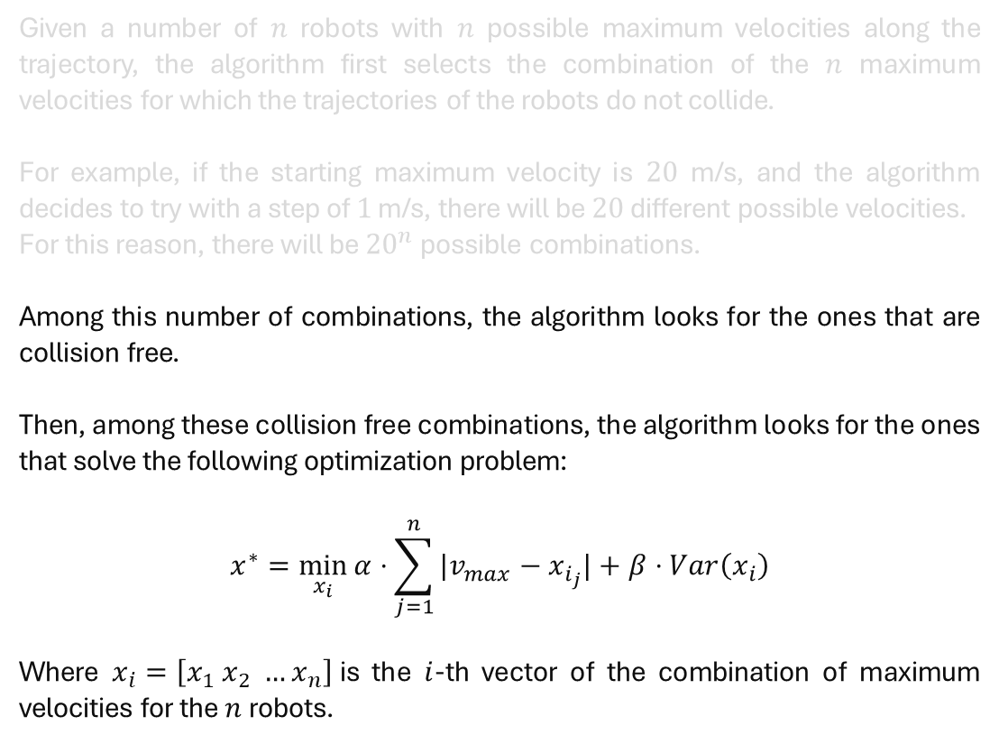 Given a number of n robots with n possible maximum velocities along the
trajectory, the algorithm first selects the combination of the n maximum
velocities for which the trajectories of the robots do not collide.
For example, if the starting maximum velocity is 20 m/s, and the algorithm
decides to try with a step of 1 m/s, there will be 20 different possible velocities.
For this reason, there will be 20ⁿ possible combinations.
Among this number of combinations, the algorithm looks for the ones that are
collision free.
Then, among these collision free combinations, the algorithm looks for the ones
that solve the following optimization problem:
x* = min_{x_i} α · ∑_{j=1}^{n} |v_{max} − x_{i_j}| + β · Var(x_i)
Where x_i = [x_1 x_2 … x_n] is the i-th vector of the combination of maximum
velocities for the n robots.